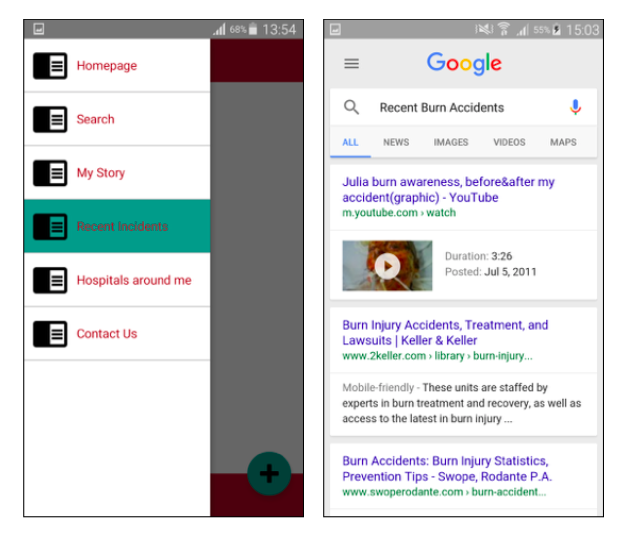 68% 13:54
Homepage
Search
My Story
Recent Incidents
Hospitals around me
Contact Us
55% 15:03
Google
Recent Burn Accidents
ALL NEWS IMAGES VIDEOS MAPS
Julia burn awareness, before&after my
accident(graphic) - YouTube
m.youtube.com › watch
Duration: 3:26
Posted: Jul 5, 2011
Burn Injury Accidents, Treatment, and
Lawsuits | Keller & Keller
www.2keller.com › library › burn-injury...
Mobile-friendly - These units are staffed by
experts in burn treatment and recovery, as well as
access to the latest in burn injury ...
Burn Accidents: Burn Injury Statistics,
Prevention Tips - Swope, Rodante P.A.
www.swoperodante.com › burn-accident...